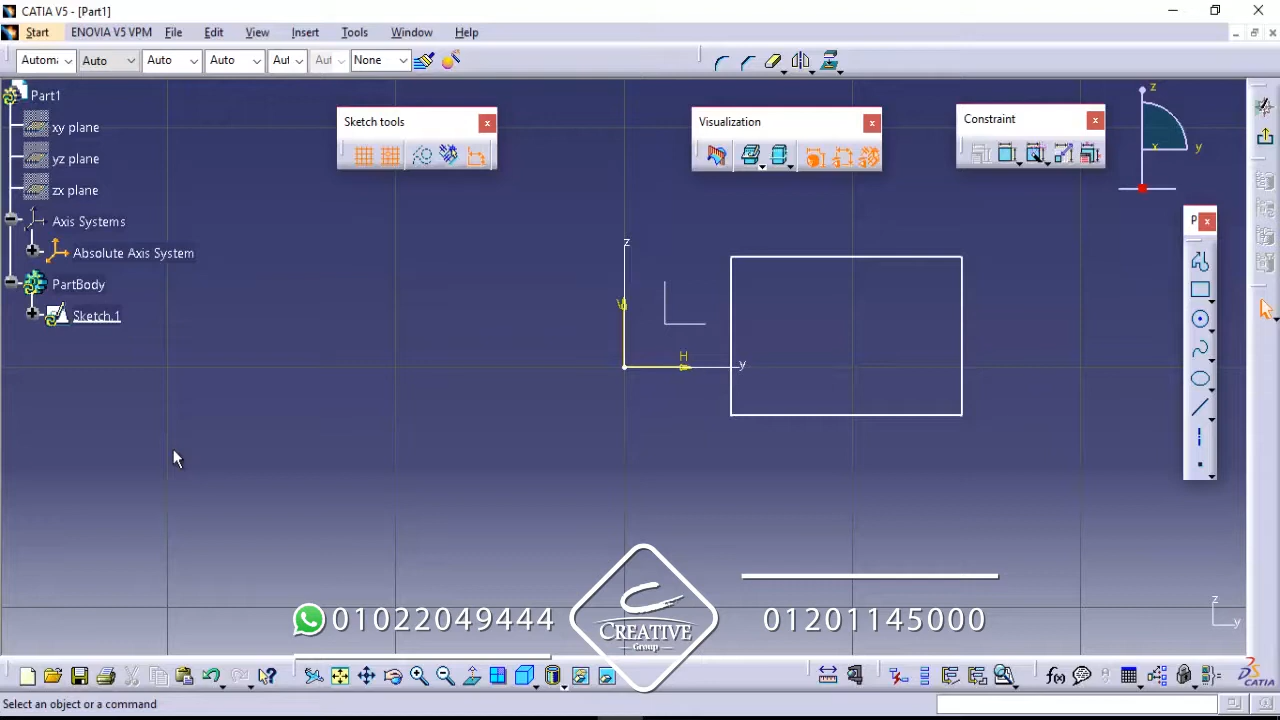 CATIA V5 - [Part1]
Start ENOVIA V5 VPM File Edit View Insert Tools Window Help
Automa Auto Auto Auto Aut Aut None
Part1
xy plane
yz plane
zx plane
Axis Systems
Absolute Axis System
PartBody
Sketch.1
Sketch tools
Visualization
Constraint
P
z
x
y
z
V
H
y
01022049444
CREATIVE
Group
01201145000
z
y
f(x)
CATIA
Select an object or a command